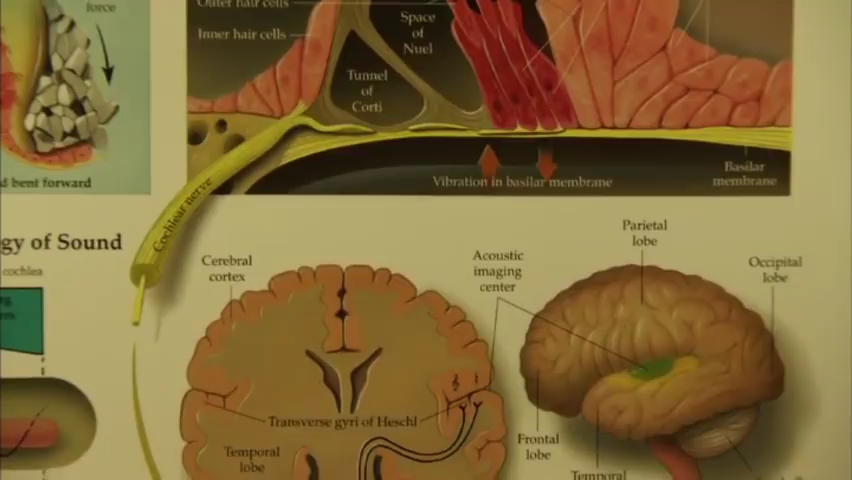 force
Outer hair cells
Inner hair cells
Space
of
Nuel
Tunnel
of
Corti
d bent forward
Vibration in basilar membrane
Basilar
membrane
Cochlear nerve
gy of Sound
cochlea
Cerebral
cortex
Acoustic
imaging
center
Parietal
lobe
Occipital
lobe
Transverse gyri of Heschl
Temporal
lobe
Frontal
lobe
Temporal